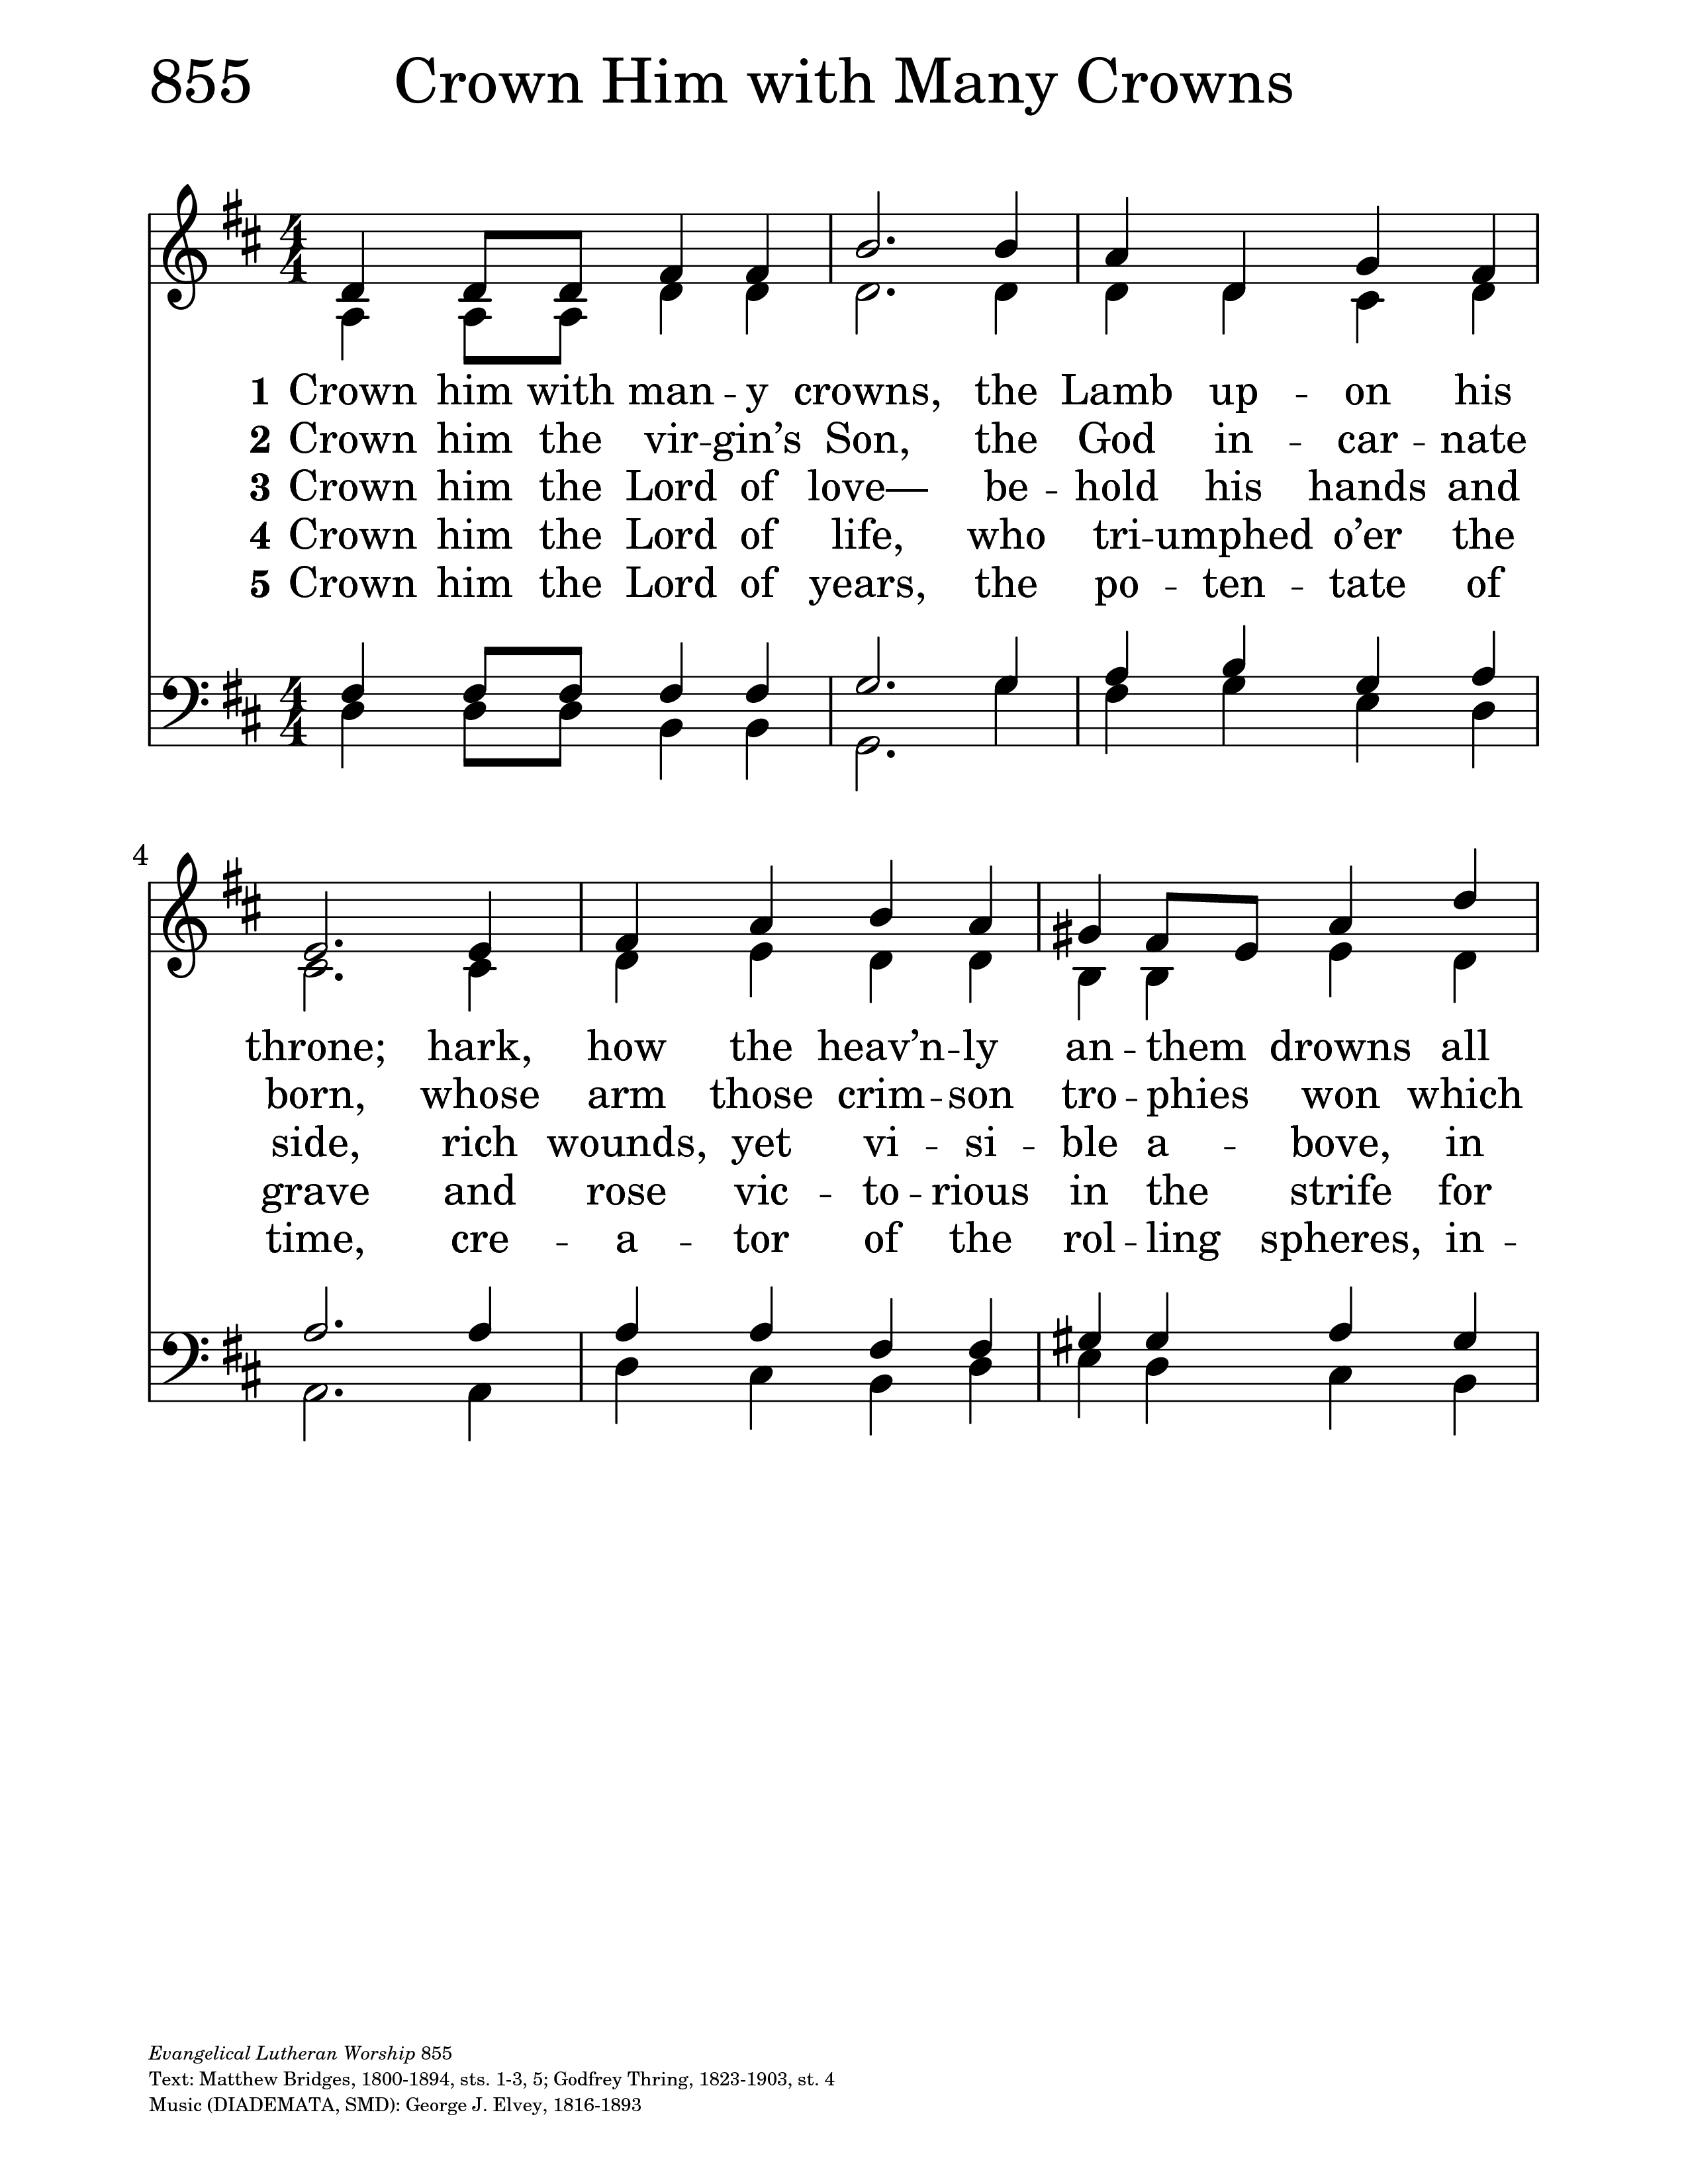 855 Crown Him with Many Crowns
4
4
1 Crown him with man - y crowns, the Lamb up - on his
2 Crown him the vir - gin’s Son, the God in - car - nate
3 Crown him the Lord of love— be - hold his hands and
4 Crown him the Lord of life, who tri - umphed o’er the
5 Crown him the Lord of years, the po - ten - tate of
4
4
4
throne; hark, how the heav’n - ly an - them drowns all
born, whose arm those crim - son tro - phies won which
side, rich wounds, yet vi - si - ble a - bove, in
grave and rose vic - to - rious in the strife for
time, cre - a - tor of the rol - ling spheres, in -
Evangelical Lutheran Worship 855
Text: Matthew Bridges, 1800-1894, sts. 1-3, 5; Godfrey Thring, 1823-1903, st. 4
Music (DIADEMATA, SMD): George J. Elvey, 1816-1893